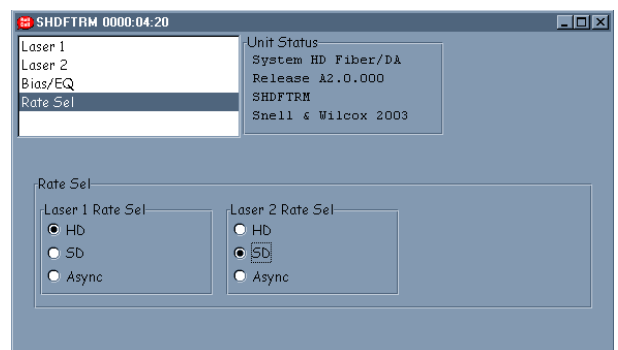 SHDFTRM 0000:04:20
Laser 1
Laser 2
Bias/EQ
Rate Sel
Unit Status
System HD Fiber/DA
Release A2.0.000
SHDFTRM
Snell & Wilcox 2003
Rate Sel
Laser 1 Rate Sel
HD
SD
Async
Laser 2 Rate Sel
HD
SD
Async